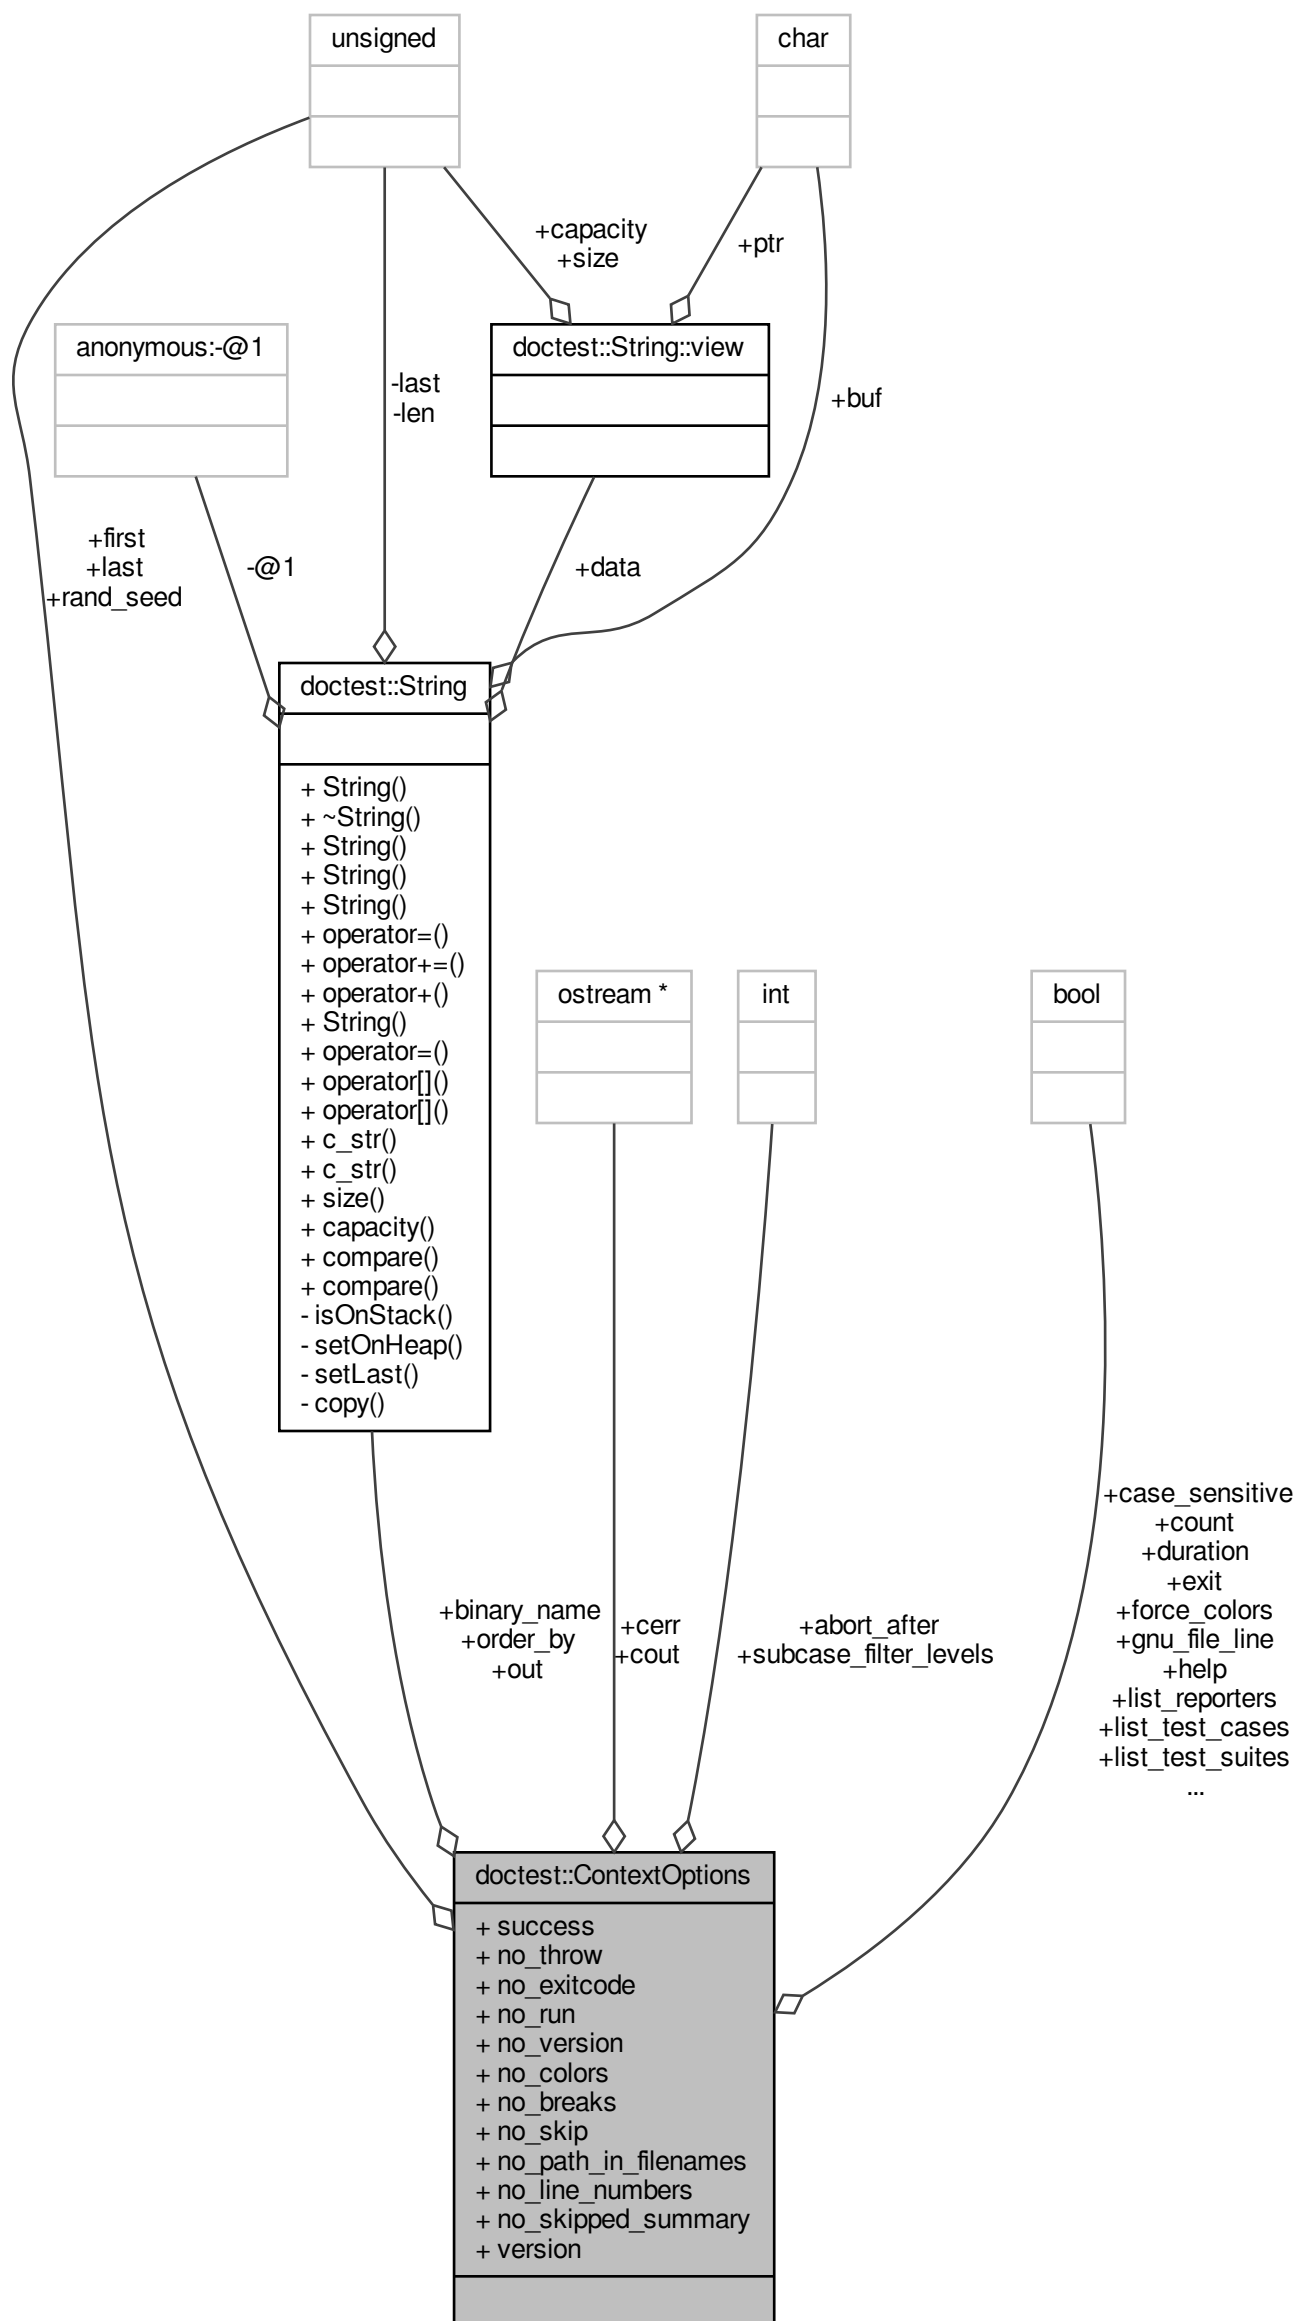 unsigned
char
+capacity
+size
+ptr
anonymous:-@1
doctest::String::view
-last
-len
+buf
+first
+last
+rand_seed
-@1
+data
doctest::String
+ String()
+ ~String()
+ String()
+ String()
+ String()
+ operator=()
+ operator+=()
+ operator+()
+ String()
+ operator=()
+ operator[]()
+ operator[]()
+ c_str()
+ c_str()
+ size()
+ capacity()
+ compare()
+ compare()
- isOnStack()
- setOnHeap()
- setLast()
- copy()
ostream *
int
bool
+binary_name
+order_by
+out
+cerr
+cout
+abort_after
+subcase_filter_levels
+case_sensitive
+count
+duration
+exit
+force_colors
+gnu_file_line
+help
+list_reporters
+list_test_cases
+list_test_suites
...
doctest::ContextOptions
+ success
+ no_throw
+ no_exitcode
+ no_run
+ no_version
+ no_colors
+ no_breaks
+ no_skip
+ no_path_in_filenames
+ no_line_numbers
+ no_skipped_summary
+ version